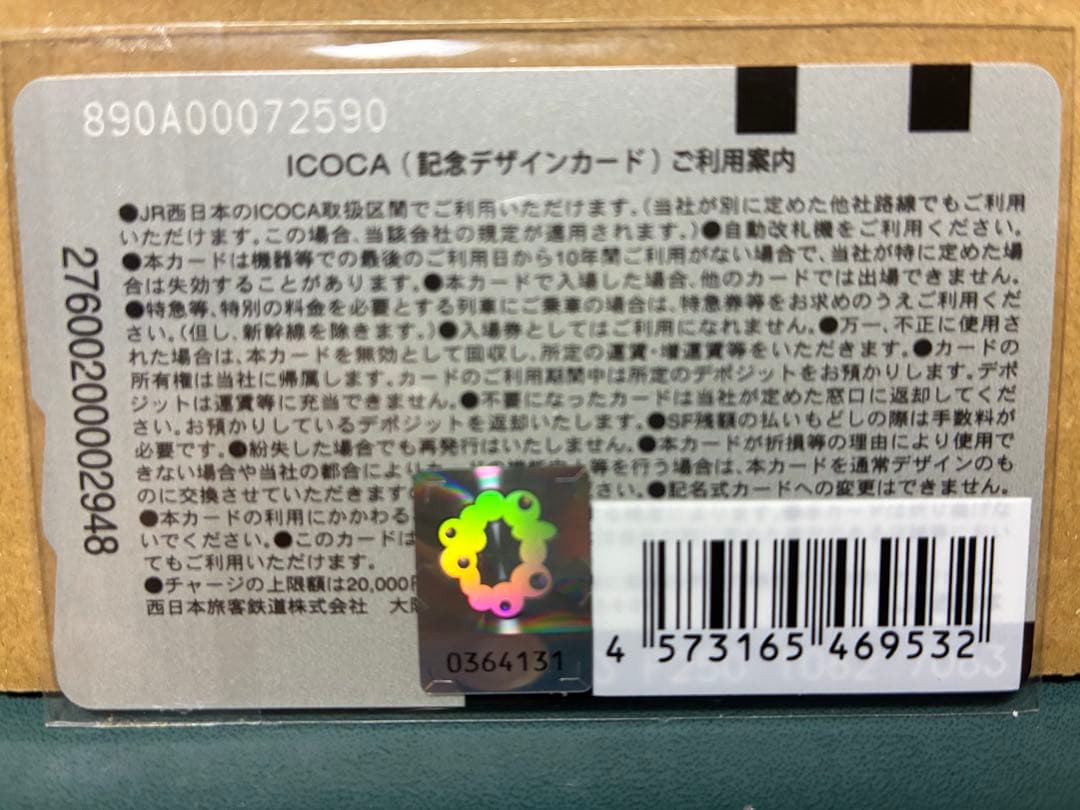 890A00072590
ICOCA（記念デザインカード）ご利用案内
●JR西日本のICOCA取扱区間でご利用いただけます。（当社が別に定めた他社路線でもご利用
いただけます。この場合、当該会社の規定が適用されます。）●自動改札機をご利用ください。
●本カードは機器等での最後のご利用日から10年間ご利用がない場合で、当社が特に定めた場
合は失効することがあります。●本カードで入場した場合、他のカードでは出場できません。
●特急等、特別の料金を必要とする列車にご乗車の場合は、特急券等をお求めのうえご利用くだ
さい。（但し、新幹線を除きます。）●入場券としてはご利用になれません。●万一、不正に使用さ
れた場合は、本カードを無効として回収し、所定の運賃・増運賃等をいただきます。●カードの
所有権は当社に帰属します。カードのご利用期間中は所定のデポジットをお預かりします。デポ
ジットは運賃等に充当できません。●不要になったカードは当社が定めた窓口に返却してくだ
さい。お預かりしているデポジットを返却いたします。●SF残額の払いもどしの際は手数料が
必要です。●紛失した場合でも再発行はいたしません。●本カードが折損等の理由により使用で
きない場合や当社の都合により 等を行う場合は、本カードを通常デザインのも
のに交換させていただきます さい。●記名式カードへの変更はできません。
●本カードの利用にかかわる
いでください。●このカードは
てもご利用いただけます。
●チャージの上限額は20,000円
西日本旅客鉄道株式会社 大阪
27600200002948
0364131
4 573165 469532